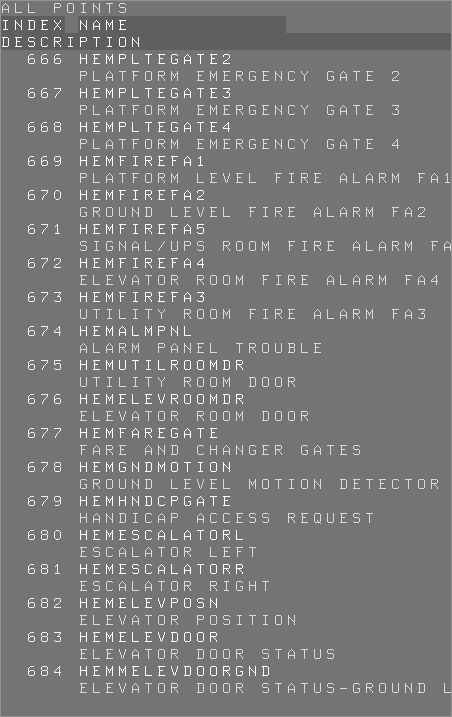 ALL POINTS
INDEX NAME
DESCRIPTION
666 HEMPLTEGATE2
PLATFORM EMERGENCY GATE 2
667 HEMPLTEGATE3
PLATFORM EMERGENCY GATE 3
668 HEMPLTEGATE4
PLATFORM EMERGENCY GATE 4
669 HEMFIREFA1
PLATFORM LEVEL FIRE ALARM FA1
670 HEMFIREFA2
GROUND LEVEL FIRE ALARM FA2
671 HEMFIREFA5
SIGNAL/UPS ROOM FIRE ALARM FA
672 HEMFIREFA4
ELEVATOR ROOM FIRE ALARM FA4
673 HEMFIREFA3
UTILITY ROOM FIRE ALARM FA3
674 HEMALMPNL
ALARM PANEL TROUBLE
675 HEMUTILROOMDR
UTILITY ROOM DOOR
676 HEMELEVROOMDR
ELEVATOR ROOM DOOR
677 HEMFAREGATE
FARE AND CHANGER GATES
678 HEMGNDMOTION
GROUND LEVEL MOTION DETECTOR
679 HEMHNDCPGATE
HANDICAP ACCESS REQUEST
680 HEMESCALATORL
ESCALATOR LEFT
681 HEMESCALATORR
ESCALATOR RIGHT
682 HEMELEVPOSN
ELEVATOR POSITION
683 HEMELEVDOOR
ELEVATOR DOOR STATUS
684 HEMMELEVDOORGND
ELEVATOR DOOR STATUS-GROUND L